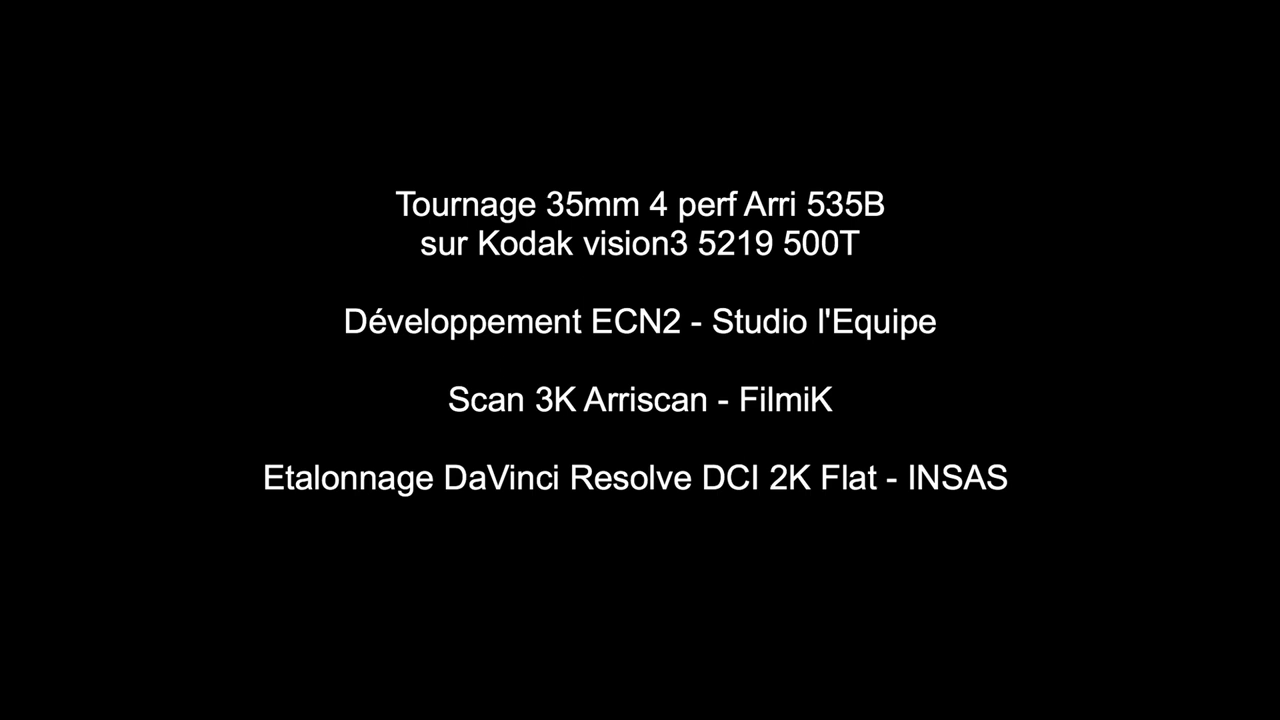 Tournage 35mm 4 perf Arri 535B
sur Kodak vision3 5219 500T
Développement ECN2 - Studio l'Equipe
Scan 3K Arriscan - FilmiK
Etalonnage DaVinci Resolve DCI 2K Flat - INSAS